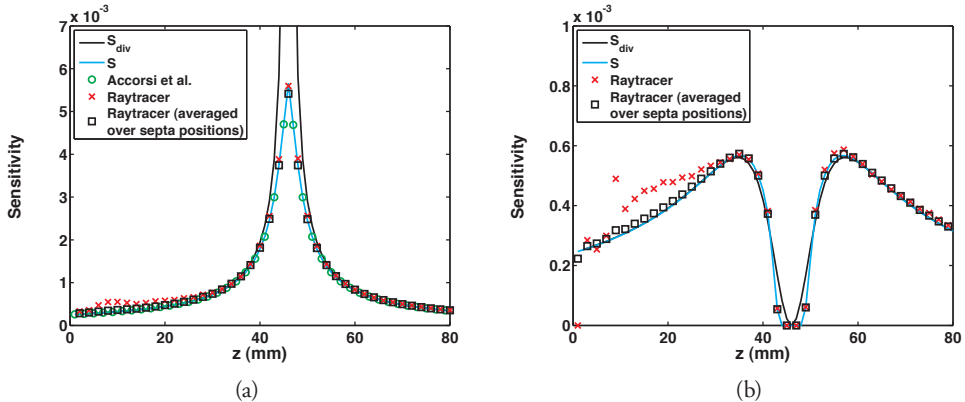 x 10⁻³
7
6
5
4
3
2
1
0
Sensitivity
S_div
S
Accorsi et al.
Raytracer
Raytracer (averaged
over septa positions)
0 20 40 60 80
z (mm)
(a)
x 10⁻³
1
0.8
0.6
0.4
0.2
0
Sensitivity
S_div
S
Raytracer
Raytracer (averaged
over septa positions)
0 20 40 60 80
z (mm)
(b)